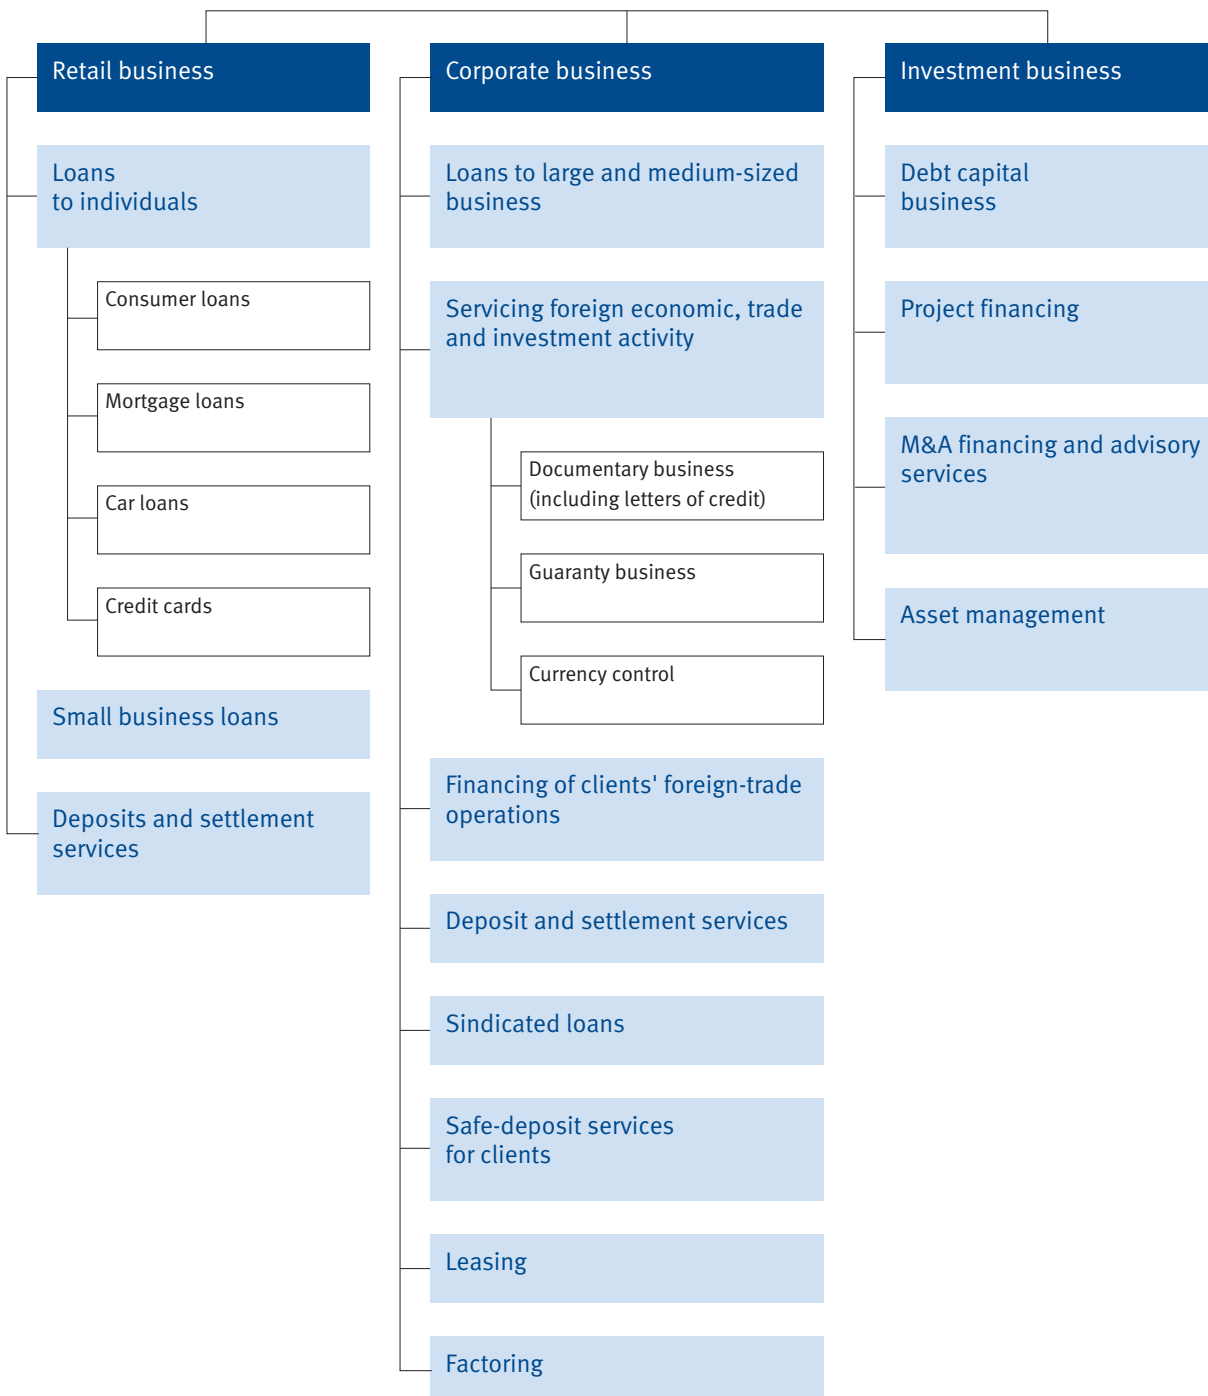 Retail business
Loans
to individuals
Consumer loans
Mortgage loans
Car loans
Credit cards
Small business loans
Deposits and settlement
services
Corporate business
Loans to large and medium-sized
business
Servicing foreign economic, trade
and investment activity
Documentary business
(including letters of credit)
Guaranty business
Currency control
Financing of clients' foreign-trade
operations
Deposit and settlement services
Sindicated loans
Safe-deposit services
for clients
Leasing
Factoring
Investment business
Debt capital
business
Project financing
M&A financing and advisory
services
Asset management